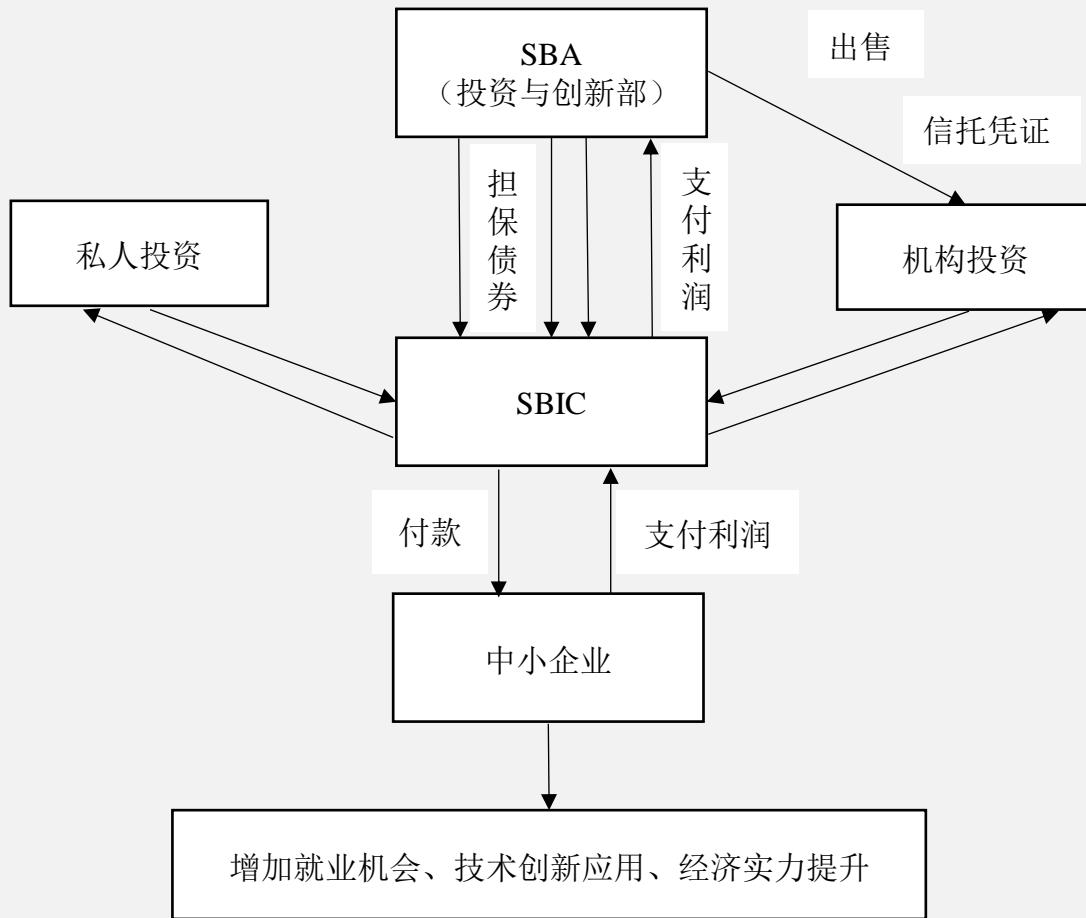 SBA
（投资与创新部）
出售
信托凭证
担保债券
支付利润
私人投资
机构投资
SBIC
付款
支付利润
中小企业
增加就业机会、技术创新应用、经济实力提升